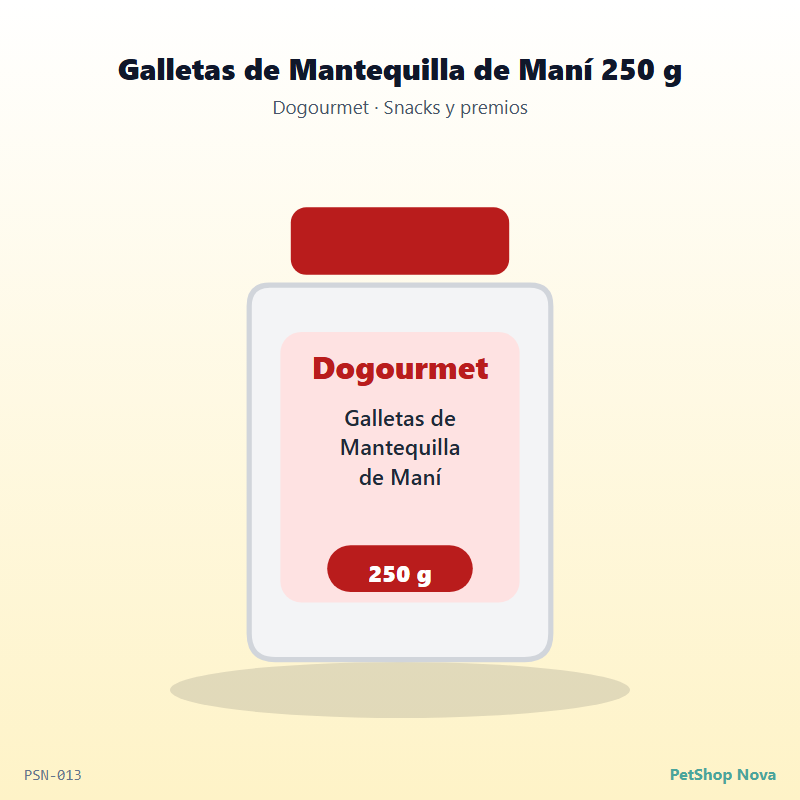 Galletas de Mantequilla de Maní 250 g
Dogourmet · Snacks y premios
Dogourmet
Galletas de
Mantequilla
de Maní
250 g
PSN-013
PetShop Nova